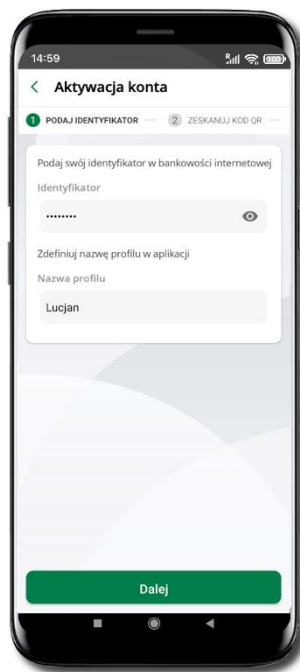 14:59
Aktywacja konta
1 PODAJ IDENTYFIKATOR 2 ZESKANUJ KOD QR
Podaj swój identyfikator w bankowości internetowej
Identyfikator
••••••••
Zdefiniuj nazwę profilu w aplikacji
Nazwa profilu
Lucjan
Dalej